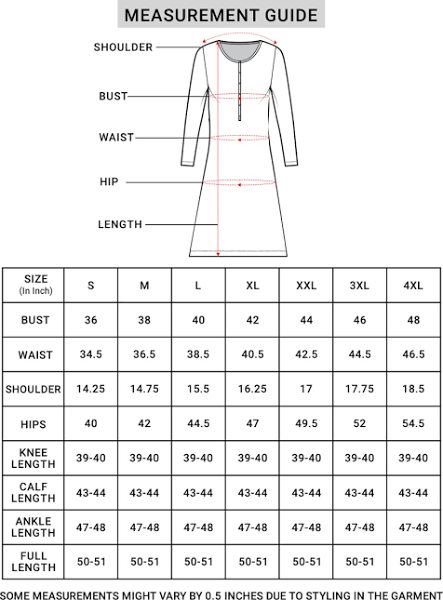 MEASUREMENT GUIDE
SHOULDER
BUST
WAIST
HIP
LENGTH
SIZE (In Inch) S M L XL XXL 3XL 4XL
BUST 36 38 40 42 44 46 48
WAIST 34.5 36.5 38.5 40.5 42.5 44.5 46.5
SHOULDER 14.25 14.75 15.5 16.25 17 17.75 18.5
HIPS 40 42 44.5 47 49.5 52 54.5
KNEE LENGTH 39-40 39-40 39-40 39-40 39-40 39-40 39-40
CALF LENGTH 43-44 43-44 43-44 43-44 43-44 43-44 43-44
ANKLE LENGTH 47-48 47-48 47-48 47-48 47-48 47-48 47-48
FULL LENGTH 50-51 50-51 50-51 50-51 50-51 50-51 50-51
SOME MEASUREMENTS MIGHT VARY BY 0.5 INCHES DUE TO STYLING IN THE GARMENT